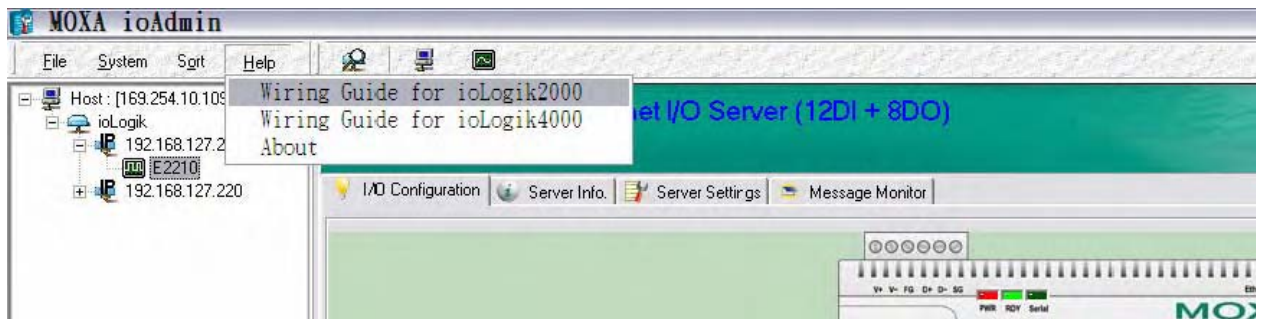 MOXA ioAdmin
File System Sort Help
Wiring Guide for ioLogik2000
Wiring Guide for ioLogik4000
About
Host : [169.254.10.109
ioLogik
192.168.127.2
E2210
192.168.127.220
et I/O Server (12DI + 8DO)
I/O Configuration Server Info. Server Settings Message Monitor
V+ V- FG D+ D- SG
PWR RDY Serial
MOX